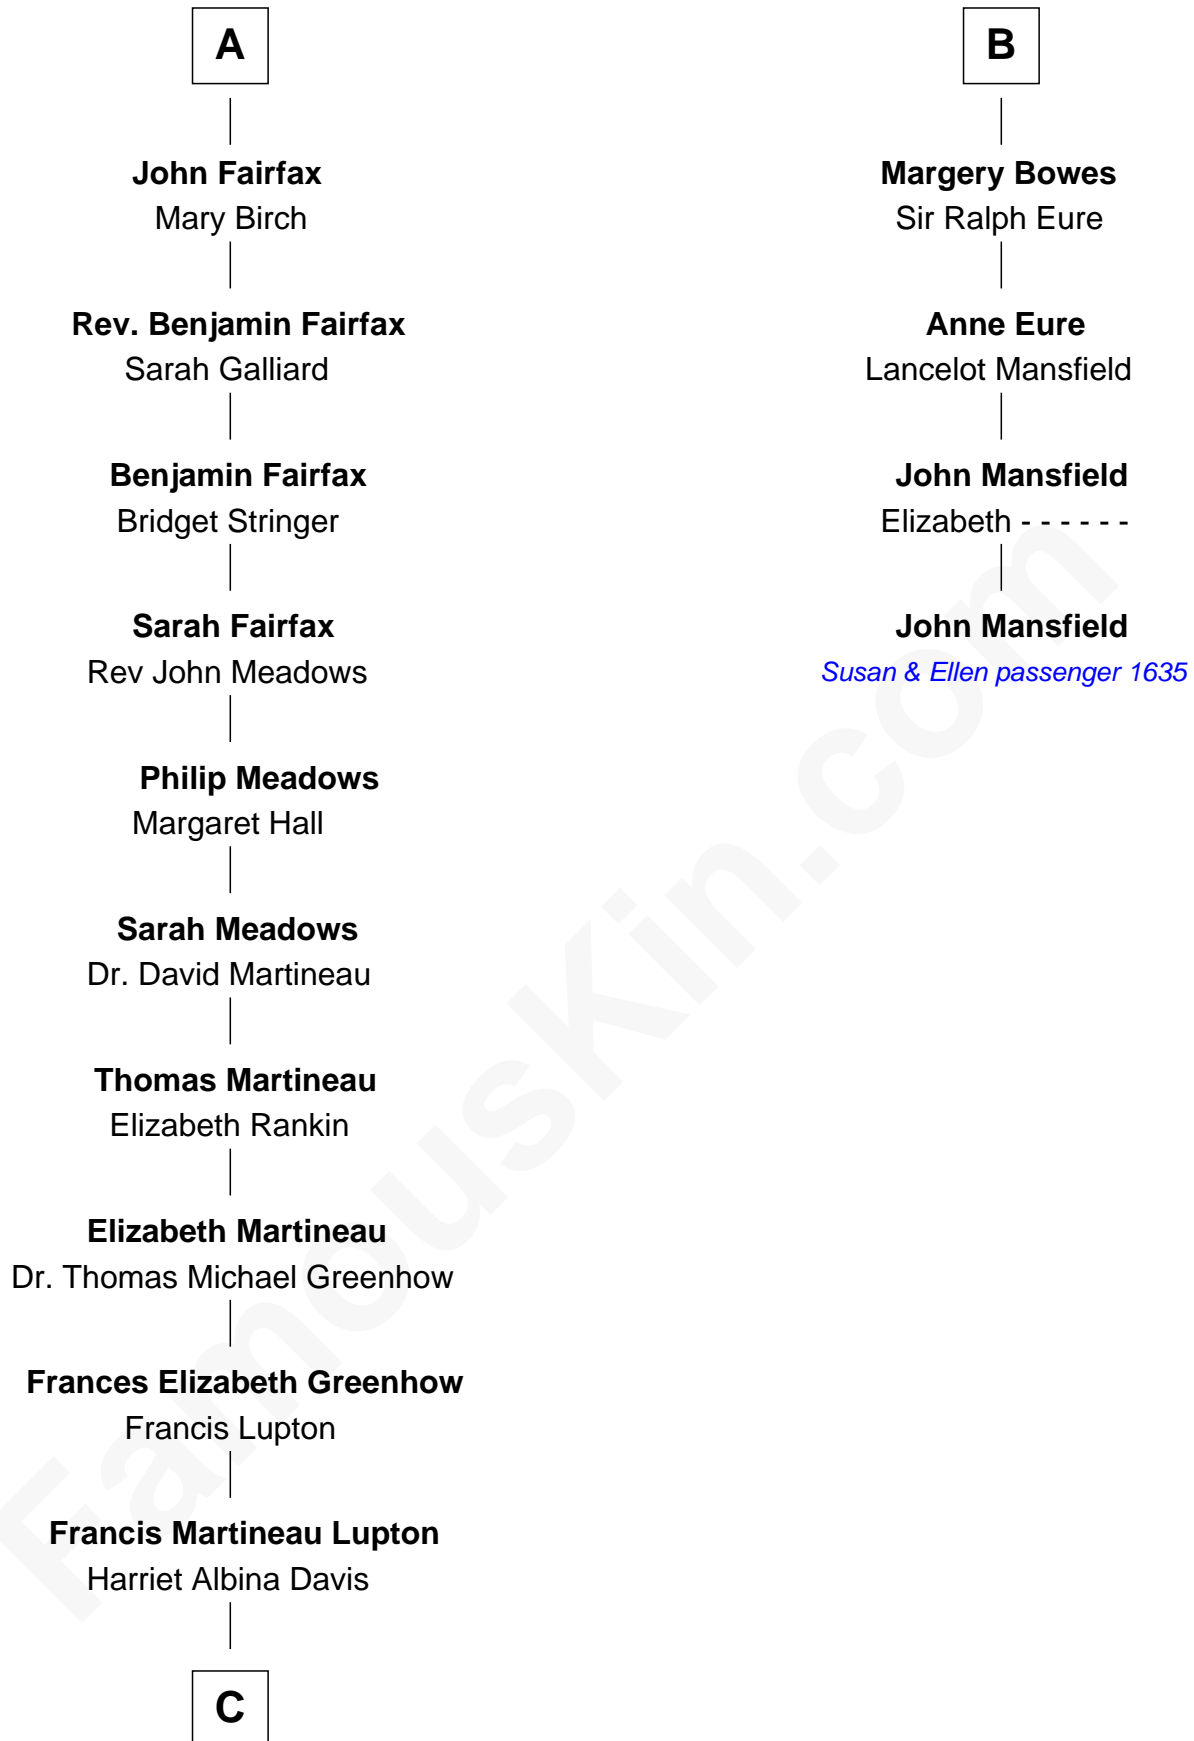 A
John Fairfax
Mary Birch
Rev. Benjamin Fairfax
Sarah Galliard
Benjamin Fairfax
Bridget Stringer
Sarah Fairfax
Rev John Meadows
Philip Meadows
Margaret Hall
Sarah Meadows
Dr. David Martineau
Thomas Martineau
Elizabeth Rankin
Elizabeth Martineau
Dr. Thomas Michael Greenhow
Frances Elizabeth Greenhow
Francis Lupton
Francis Martineau Lupton
Harriet Albina Davis
C
B
Margery Bowes
Sir Ralph Eure
Anne Eure
Lancelot Mansfield
John Mansfield
Elizabeth - - - - - -
John Mansfield
Susan & Ellen passenger 1635
FamousKin.com